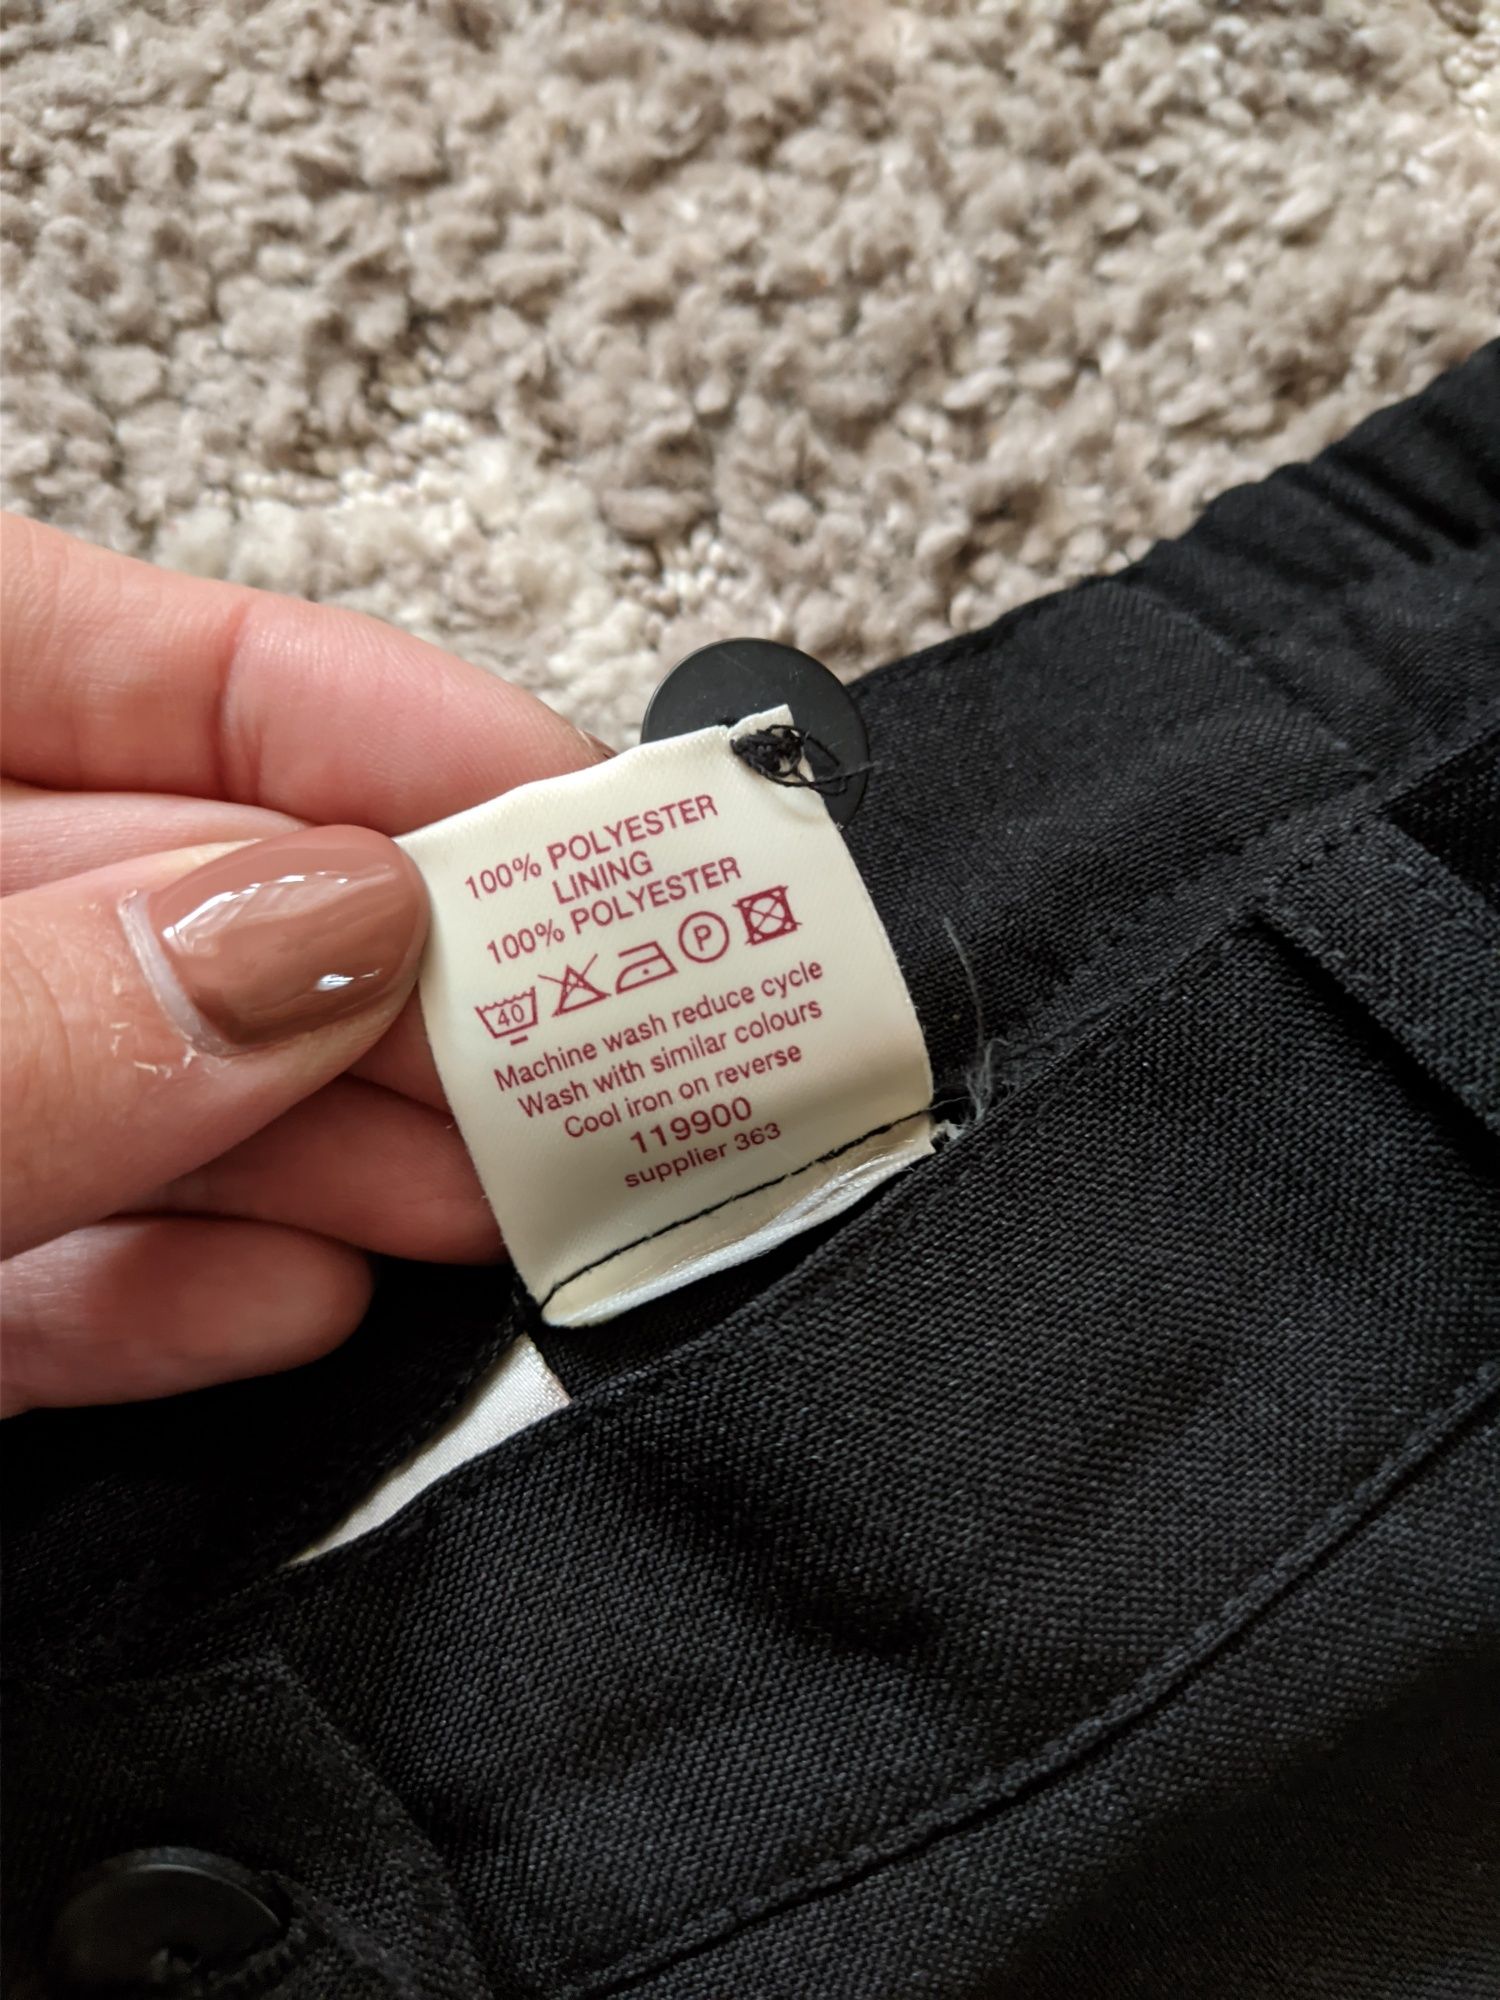 100% POLYESTER
LINING
100% POLYESTER
40 P
Machine wash reduce cycle
Wash with similar colours
Cool iron on reverse
119900
supplier 363